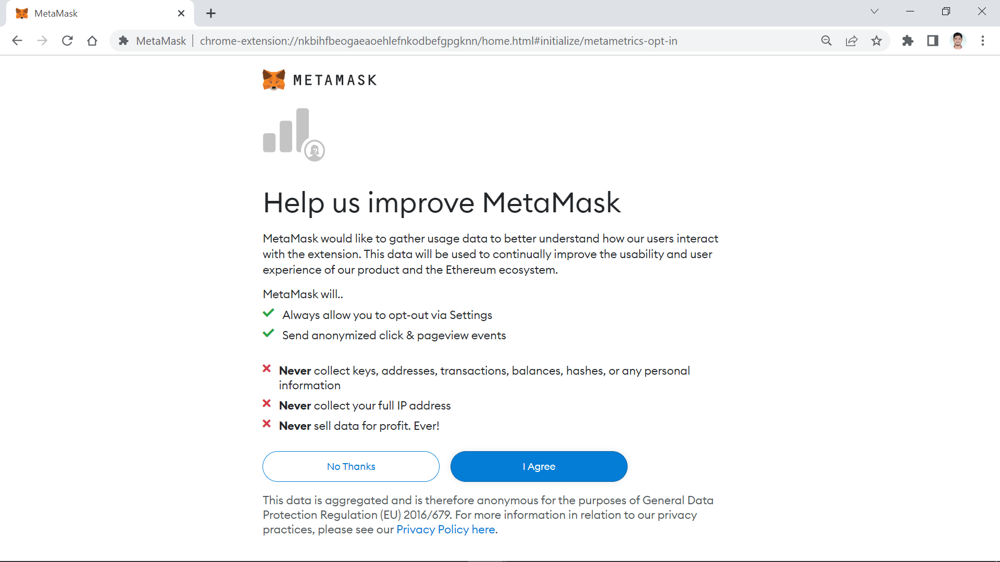 MetaMask
MetaMask chrome-extension://nkbihfbeogaeaoehlefnkodbefgpgknn/home.html#initialize/metametrics-opt-in
METAMASK
?
Help us improve MetaMask
MetaMask would like to gather usage data to better understand how our users interact
with the extension. This data will be used to continually improve the usability and user
experience of our product and the Ethereum ecosystem.
MetaMask will..
Always allow you to opt-out via Settings
Send anonymized click & pageview events
Never collect keys, addresses, transactions, balances, hashes, or any personal
information
Never collect your full IP address
Never sell data for profit. Ever!
No Thanks
I Agree
This data is aggregated and is therefore anonymous for the purposes of General Data
Protection Regulation (EU) 2016/679. For more information in relation to our privacy
practices, please see our Privacy Policy here.